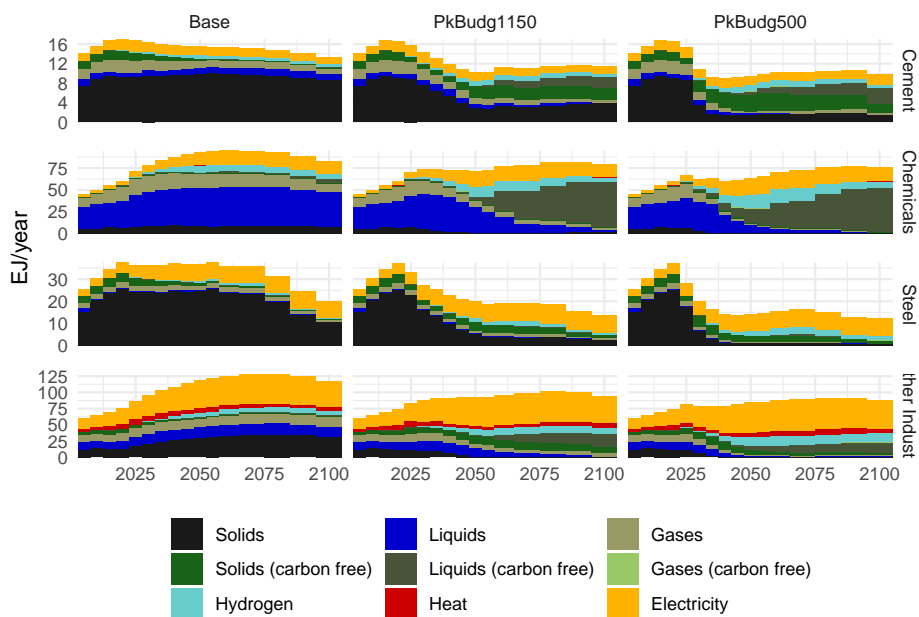 Base PkBudg1150 PkBudg500
EJ/year
16
12
8
4
0
Cement
75
50
25
0
Chemicals
30
20
10
0
Steel
125
100
75
50
25
0
ther Indust
2025 2050 2075 2100 2025 2050 2075 2100 2025 2050 2075 2100
Solids Liquids Gases
Solids (carbon free) Liquids (carbon free) Gases (carbon free)
Hydrogen Heat Electricity